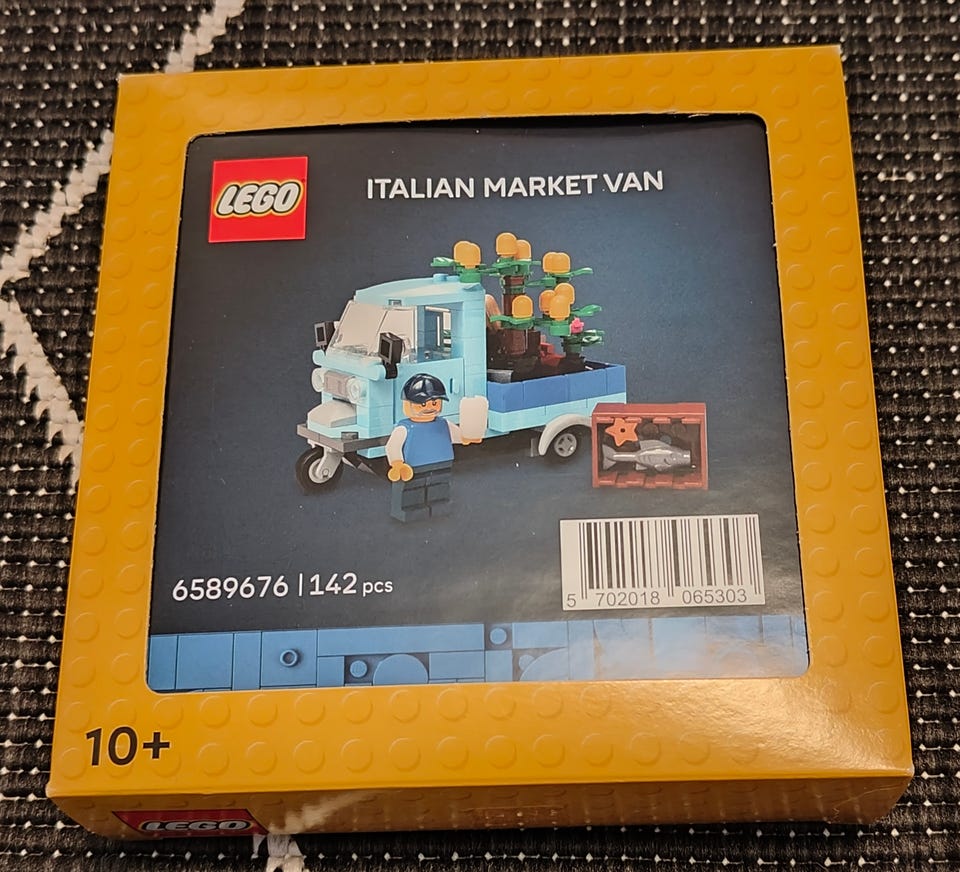 LEGO
ITALIAN MARKET VAN
6589676 | 142 pcs
5 702018 065303
10+
LEGO